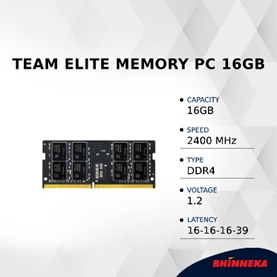 TEAM ELITE MEMORY PC 16GB
CAPACITY
16GB
SPEED
2400 MHz
TYPE
DDR4
VOLTAGE
1.2
LATENCY
16-16-16-39
BHINNEKA